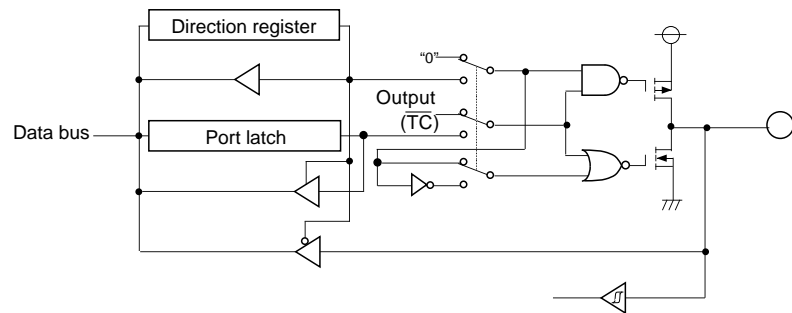 Direction register
“0”
Output
(TC)
Data bus
Port latch